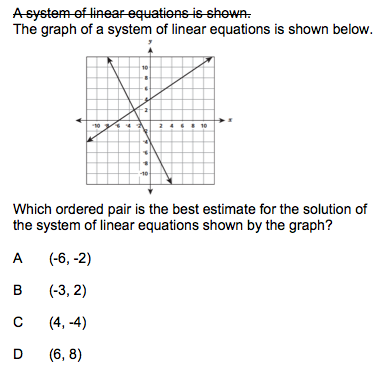 A system of linear equations is shown.
The graph of a system of linear equations is shown below.
y
10
8
6
4
2
-10 -8 -6 -4 -2 2 4 6 8 10 x
-2
-4
-6
-8
-10
Which ordered pair is the best estimate for the solution of
the system of linear equations shown by the graph?
A (-6, -2)
B (-3, 2)
C (4, -4)
D (6, 8)